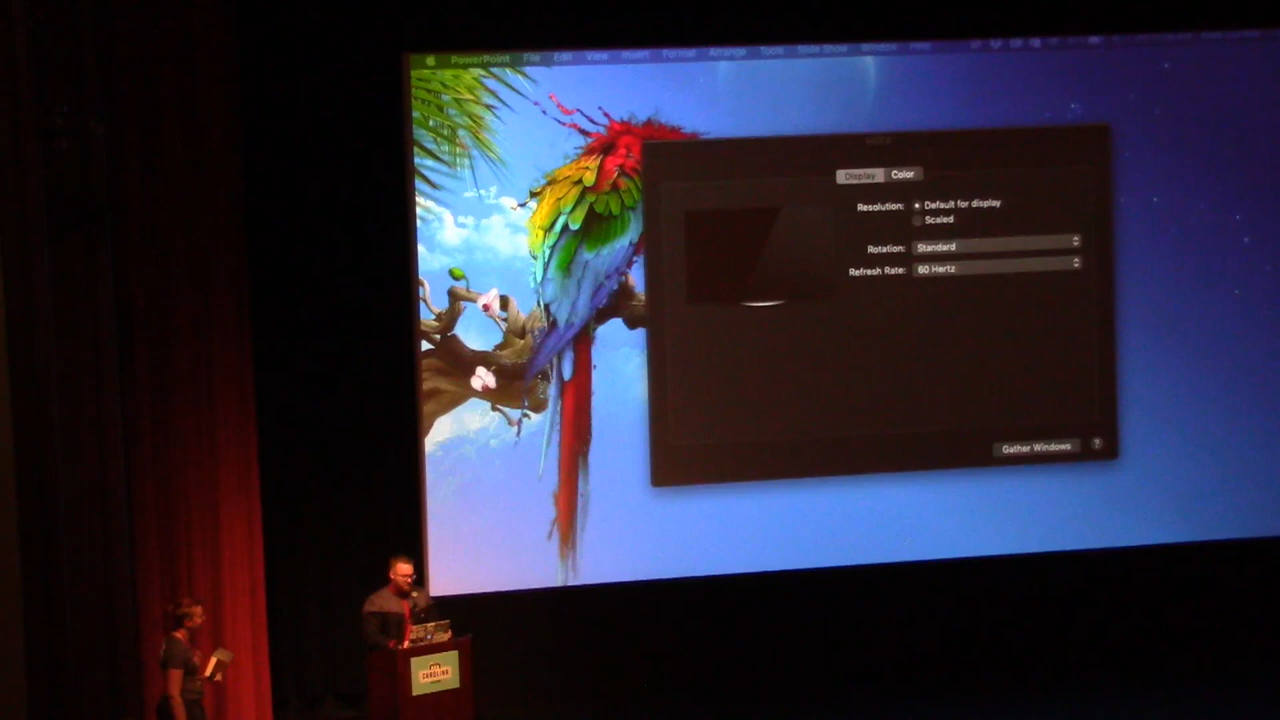 PowerPoint File Edit View Insert Format Arrange Tools Slide Show Window Help
Display Color
Resolution: Default for display
Scaled
Rotation: Standard
Refresh Rate: 60 Hertz
Gather Windows ?
CAROLINA